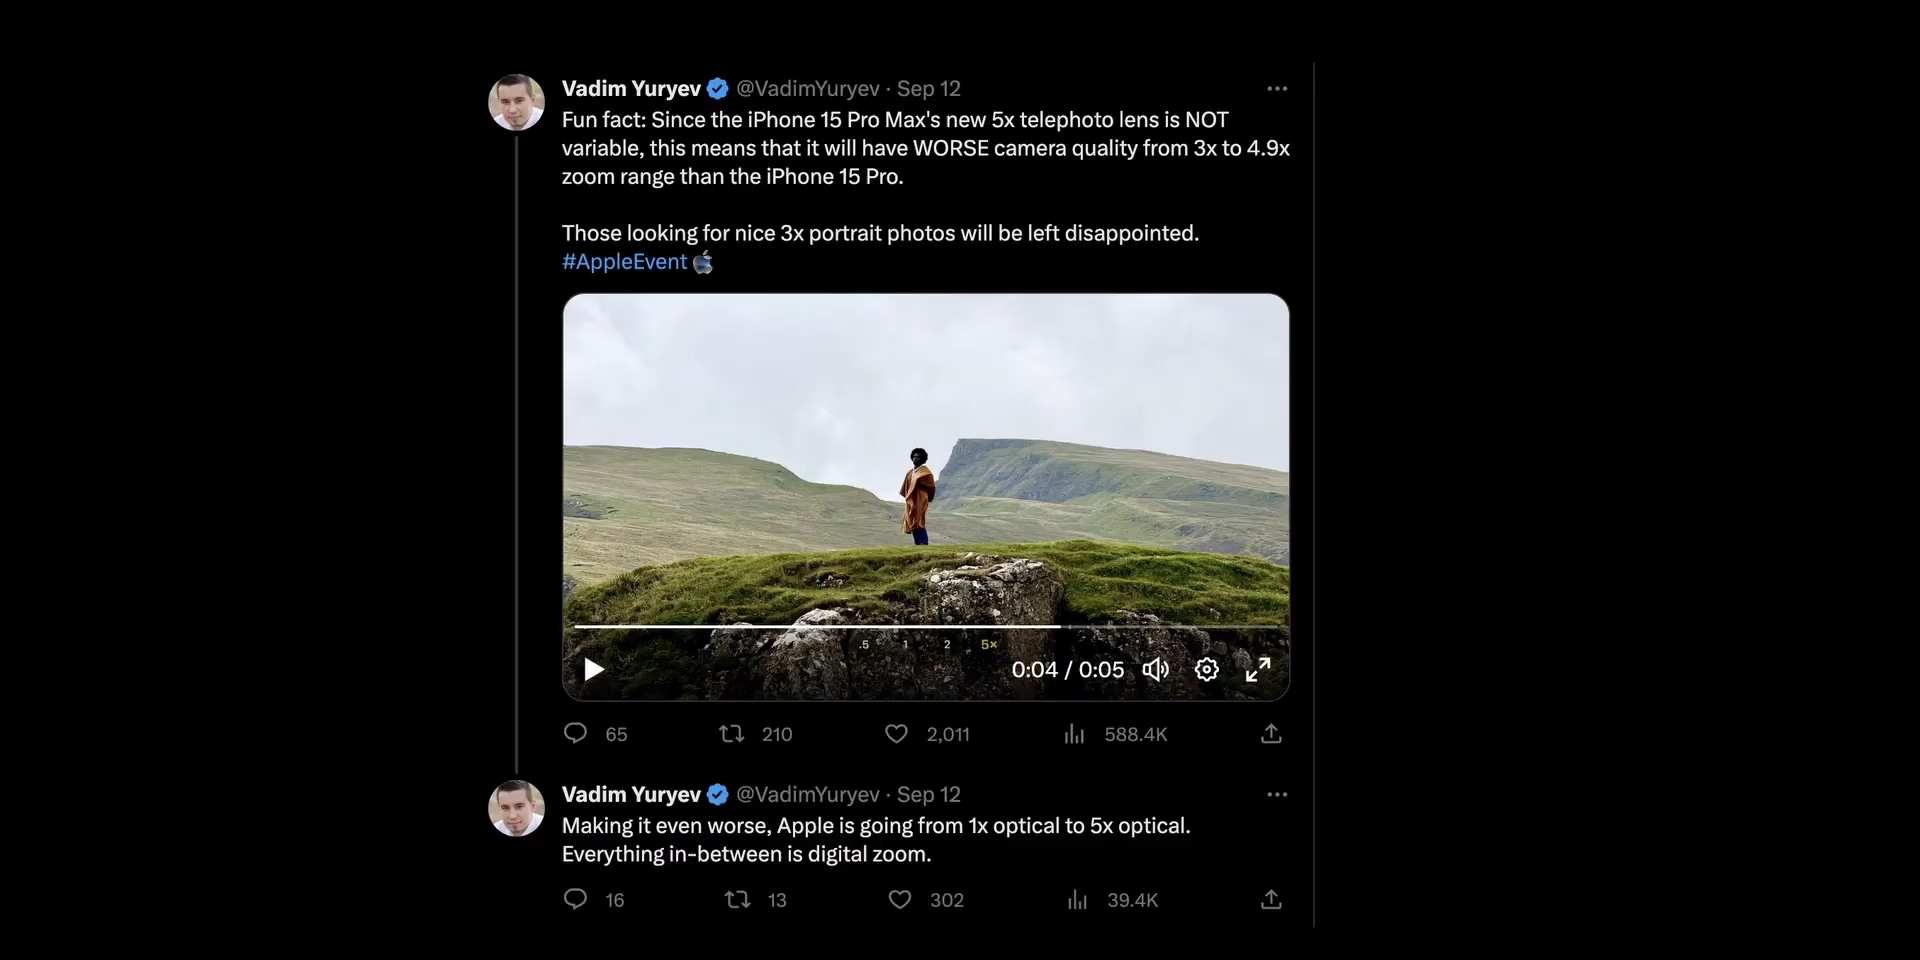 Vadim Yuryev @VadimYuryev · Sep 12
Fun fact: Since the iPhone 15 Pro Max's new 5x telephoto lens is NOT
variable, this means that it will have WORSE camera quality from 3x to 4.9x
zoom range than the iPhone 15 Pro.
Those looking for nice 3x portrait photos will be left disappointed.
#AppleEvent
.5 1 2 5×
0:04 / 0:05
65 210 2,011 588.4K
Vadim Yuryev @VadimYuryev · Sep 12
Making it even worse, Apple is going from 1x optical to 5x optical.
Everything in-between is digital zoom.
16 13 302 39.4K